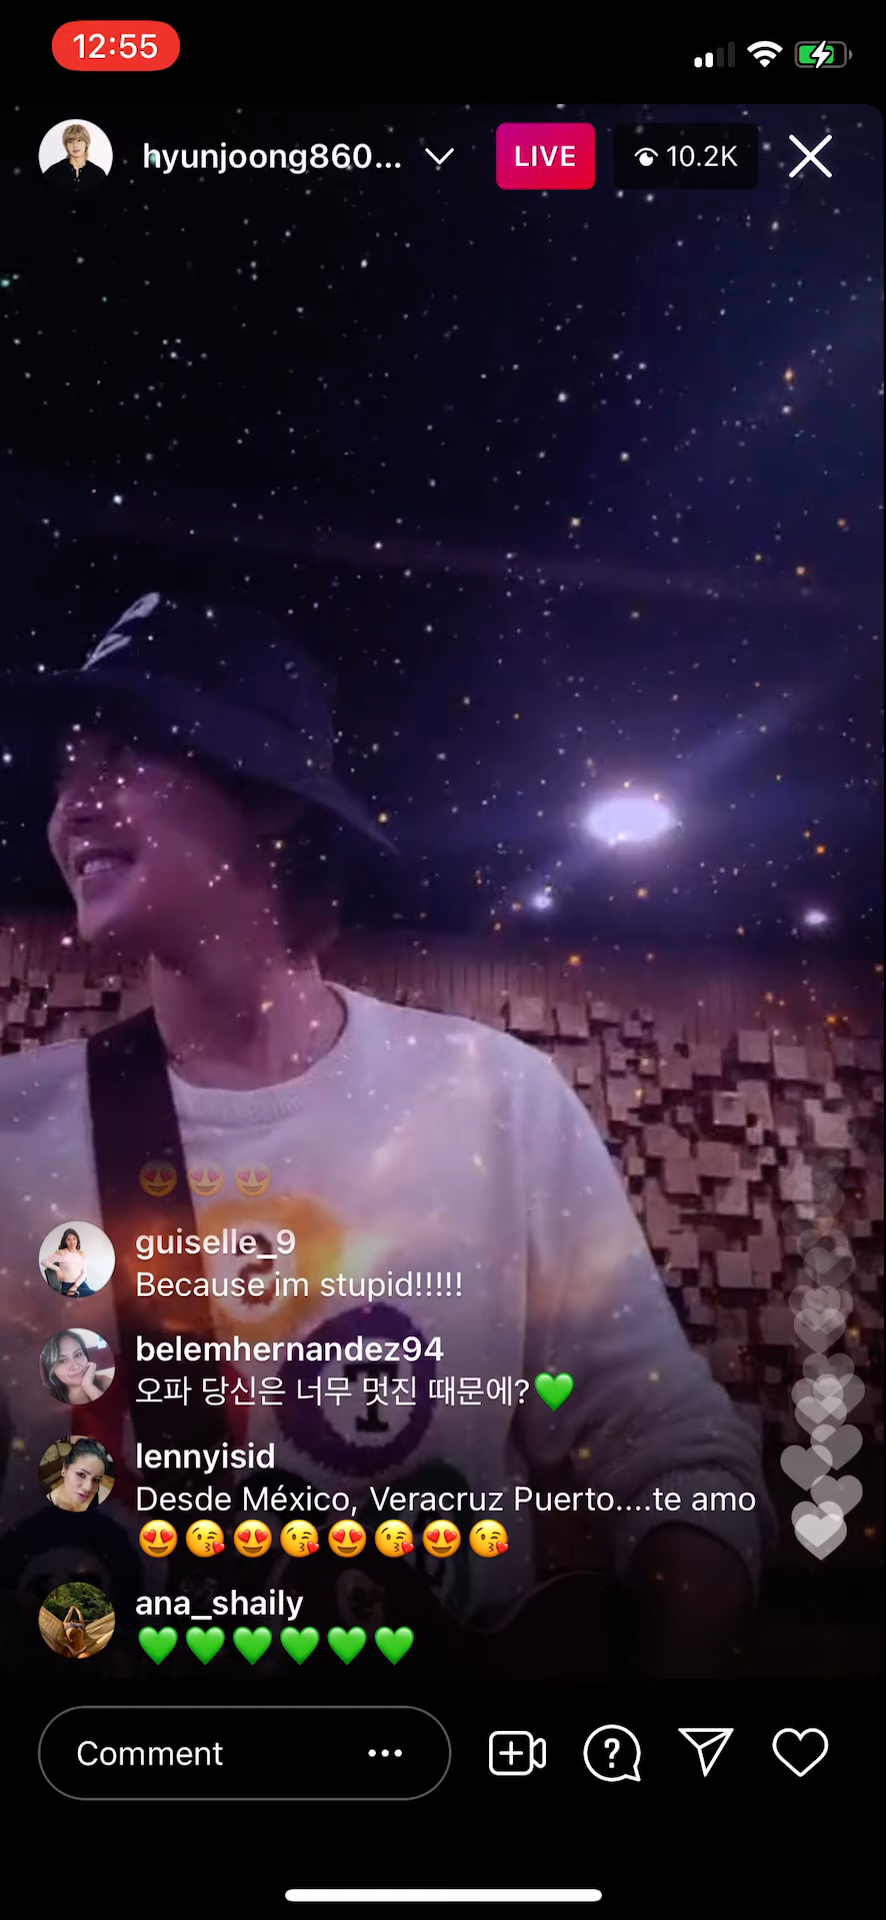 12:55
hyunjoong860...
LIVE
10.2K
😍😍😍
guiselle_9
Because im stupid!!!!!
belemhernandez94
오파 당신은 너무 멋진 때문에?💚
lennyisid
Desde México, Veracruz Puerto....te amo
😍😘😍😘😍😘😍😘
ana_shaily
💚💚💚💚💚💚
Comment